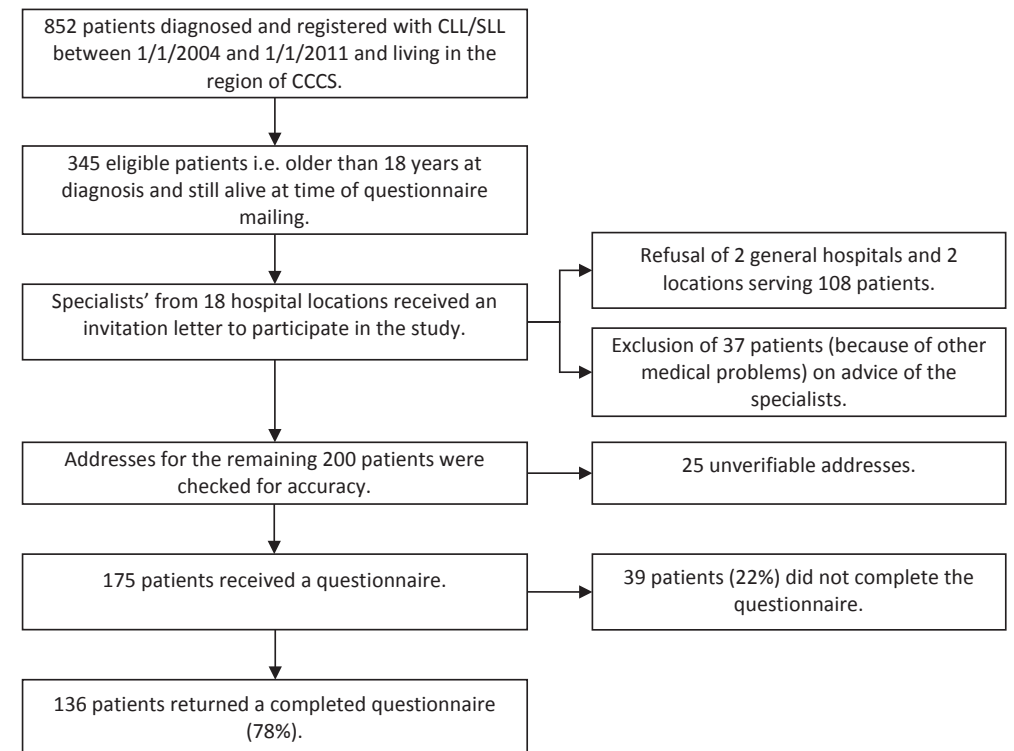 852 patients diagnosed and registered with CLL/SLL
between 1/1/2004 and 1/1/2011 and living in the
region of CCCS.
345 eligible patients i.e. older than 18 years at
diagnosis and still alive at time of questionnaire
mailing.
Specialists’ from 18 hospital locations received an
invitation letter to participate in the study.
Refusal of 2 general hospitals and 2
locations serving 108 patients.
Exclusion of 37 patients (because of other
medical problems) on advice of the
specialists.
Addresses for the remaining 200 patients were
checked for accuracy.
25 unverifiable addresses.
175 patients received a questionnaire.
39 patients (22%) did not complete the
questionnaire.
136 patients returned a completed questionnaire
(78%).